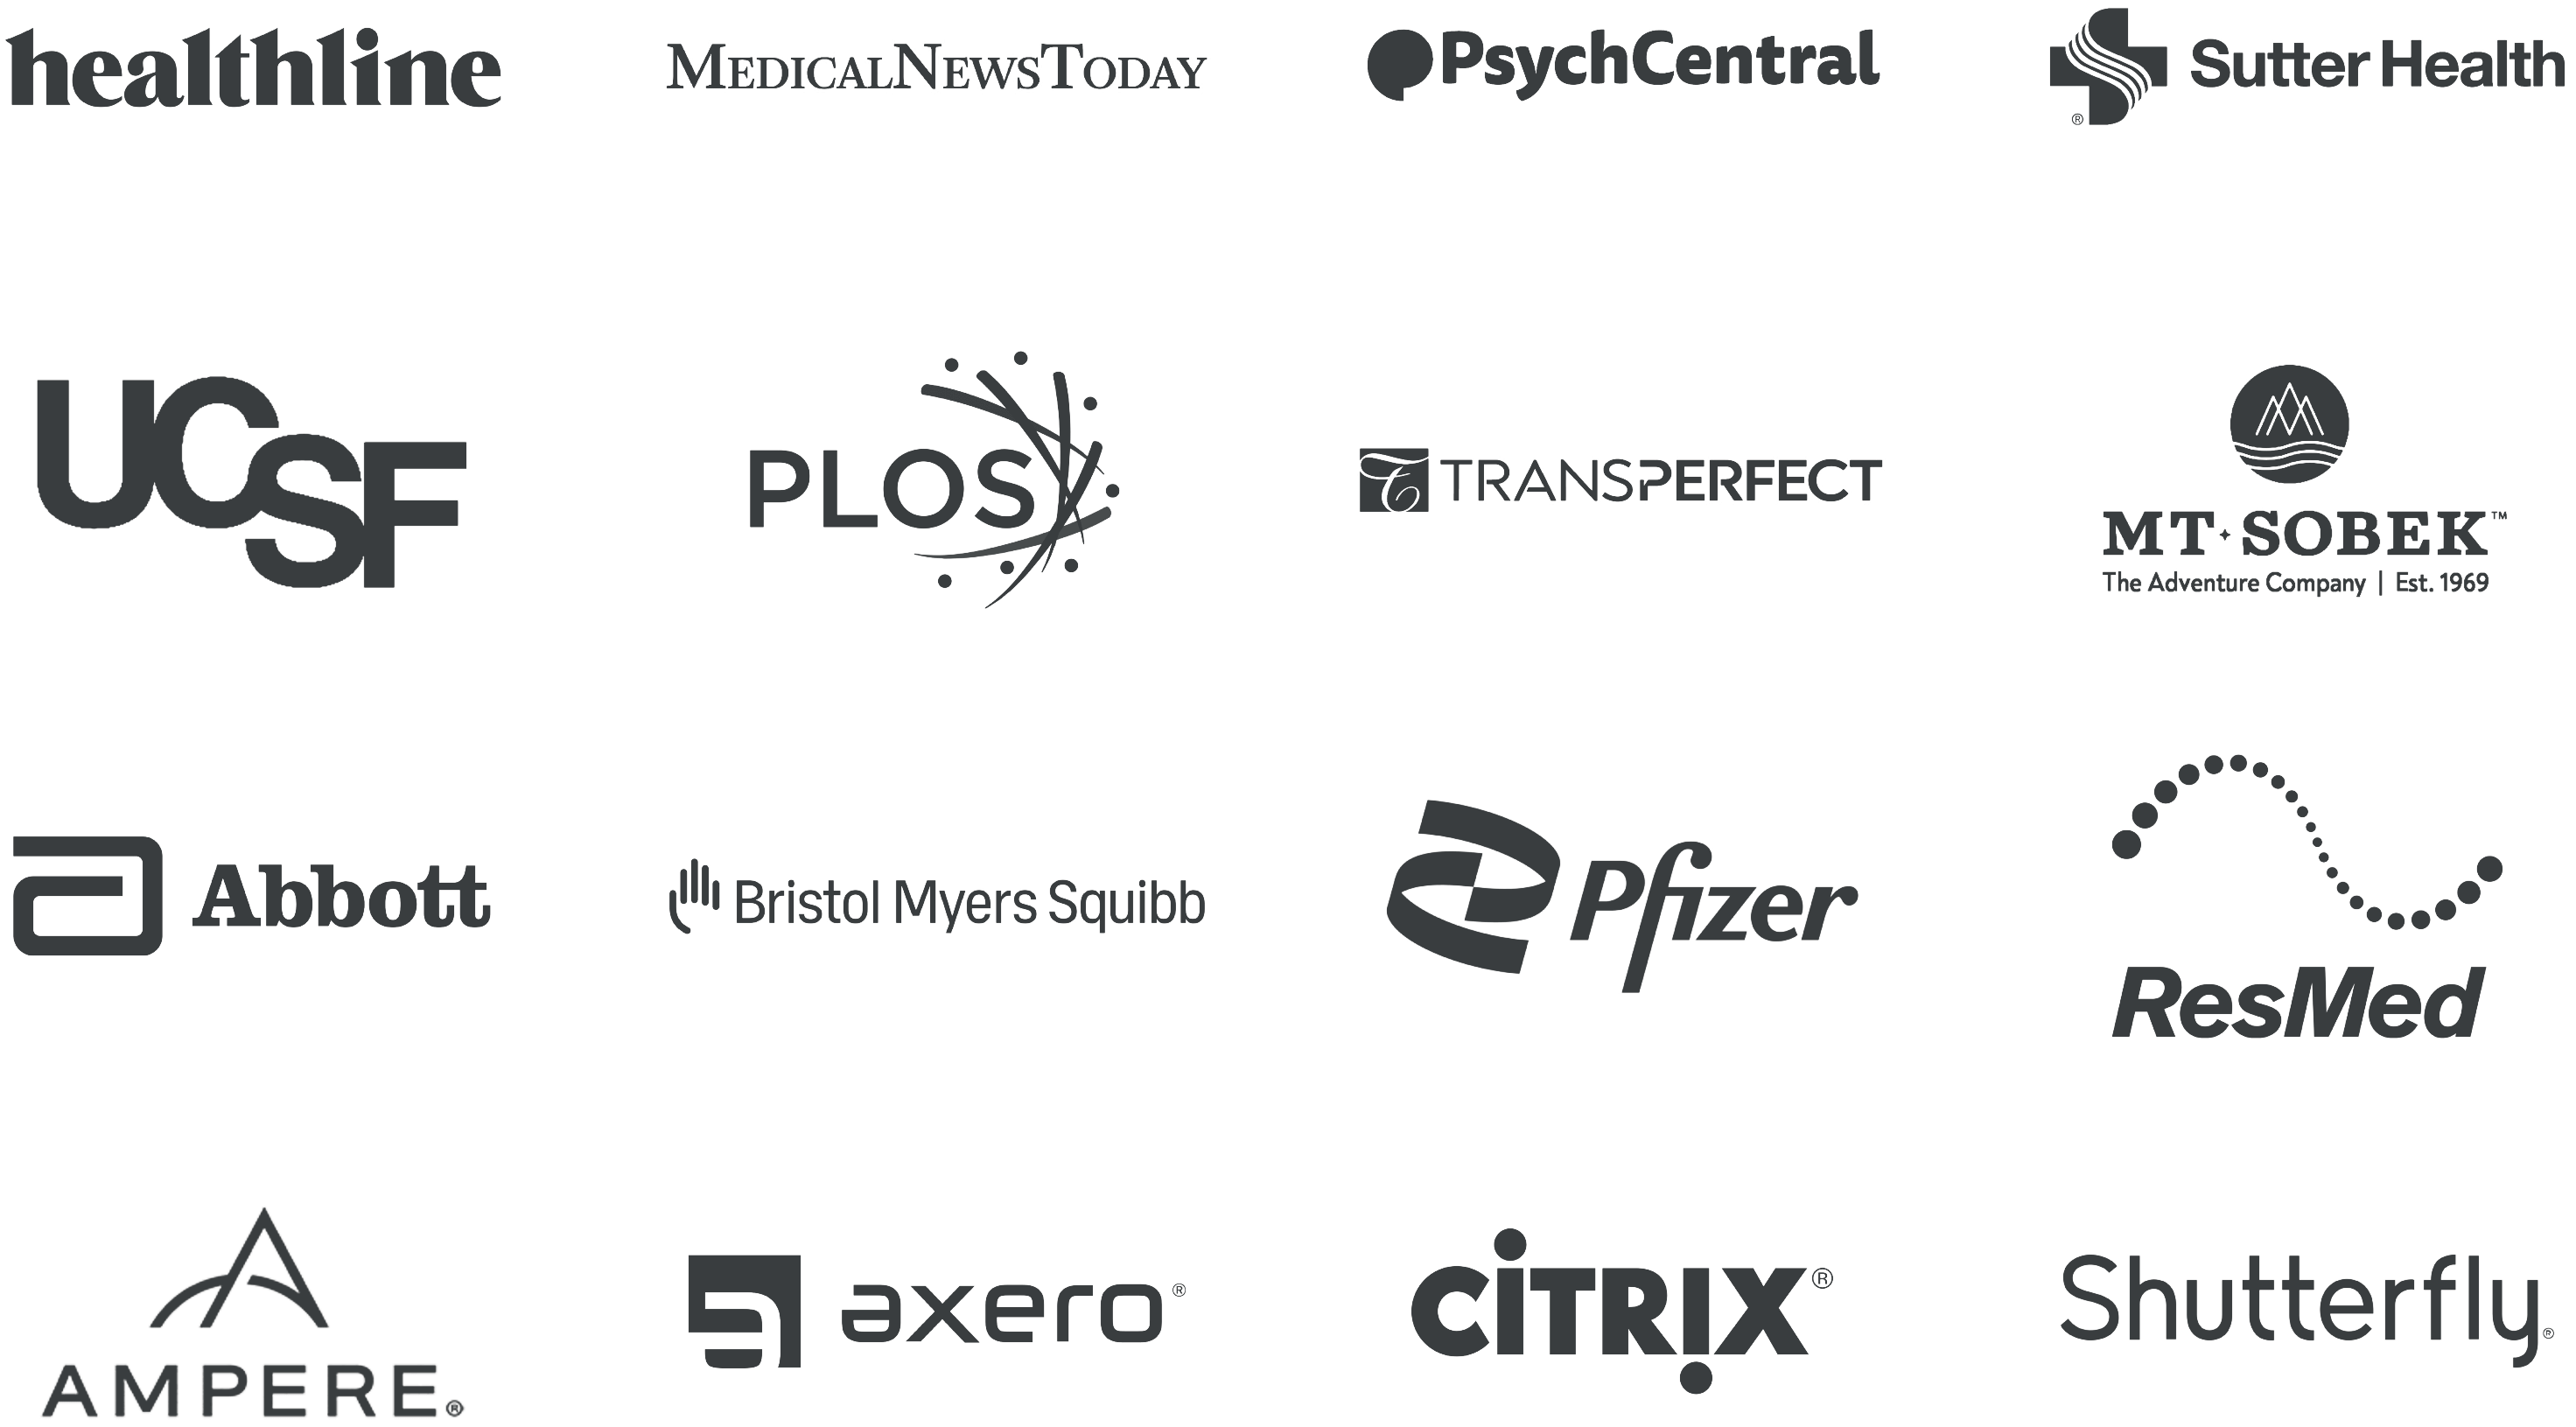 healthline
MEDICALNEWSTODAY
PsychCentral
® Sutter Health
UCSF
PLOS
TRANSPERFECT
MT✦SOBEK™
The Adventure Company | Est. 1969
a Abbott
Bristol Myers Squibb
Pfizer
ResMed
AMPERE®
axero®
CiTRIX®
Shutterfly®